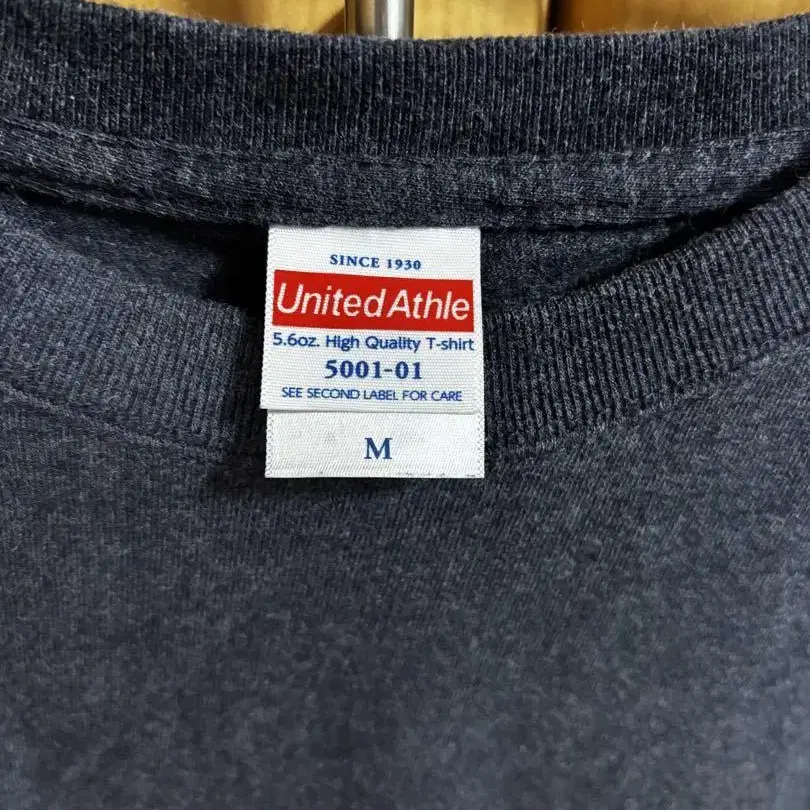 SINCE 1930
United Athle
5.6oz. High Quality T-shirt
5001-01
SEE SECOND LABEL FOR CARE
M